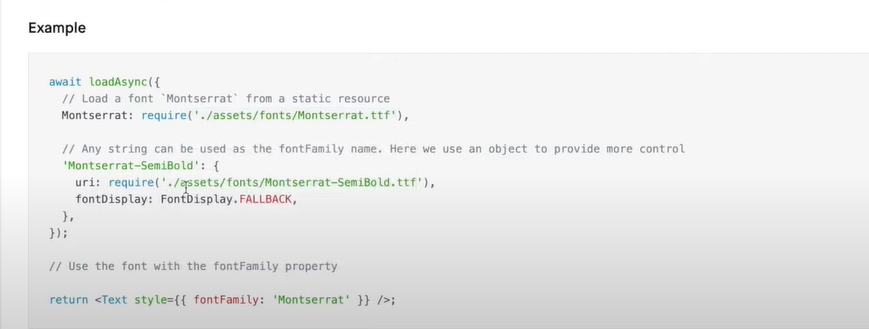 Example
await loadAsync({
// Load a font `Montserrat` from a static resource
Montserrat: require('./assets/fonts/Montserrat.ttf'),
// Any string can be used as the fontFamily name. Here we use an object to provide more control
'Montserrat-SemiBold': {
uri: require('./assets/fonts/Montserrat-SemiBold.ttf'),
fontDisplay: FontDisplay.FALLBACK,
},
});
// Use the font with the fontFamily property
return <Text style={{ fontFamily: 'Montserrat' }} />;